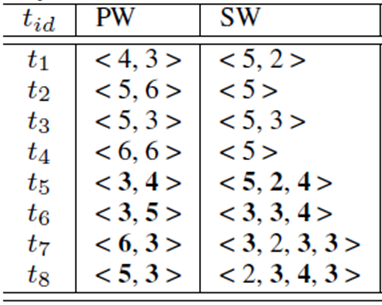 t_id PW SW
t_1 < 4, 3 > < 5, 2 >
t_2 < 5, 6 > < 5 >
t_3 < 5, 3 > < 5, 3 >
t_4 < 6, 6 > < 5 >
t_5 < 3, 4 > < 5, 2, 4 >
t_6 < 3, 5 > < 3, 3, 4 >
t_7 < 6, 3 > < 3, 2, 3, 3 >
t_8 < 5, 3 > < 2, 3, 4, 3 >